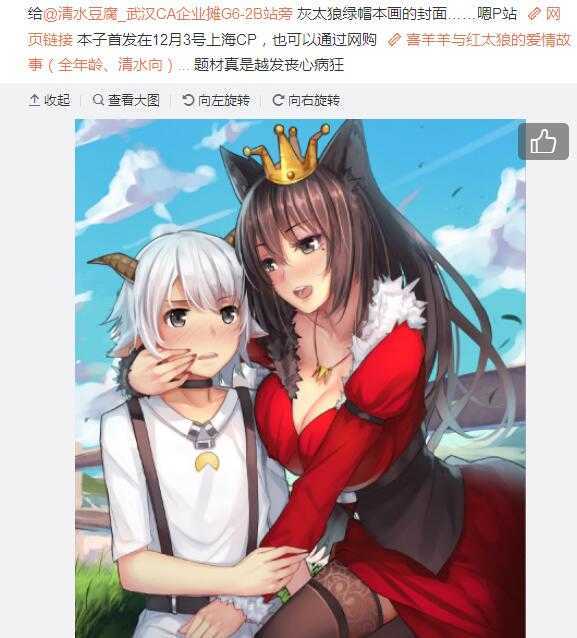 给@清水豆腐_武汉CA企业摊G6-2B站旁 灰太狼绿帽本画的封面……嗯P站 网
页链接 本子首发在12月3号上海CP，也可以通过网购 喜羊羊与红太狼的爱情故
事（全年龄、清水向）....题材真是越发丧心病狂
收起 查看大图 向左旋转 向右旋转